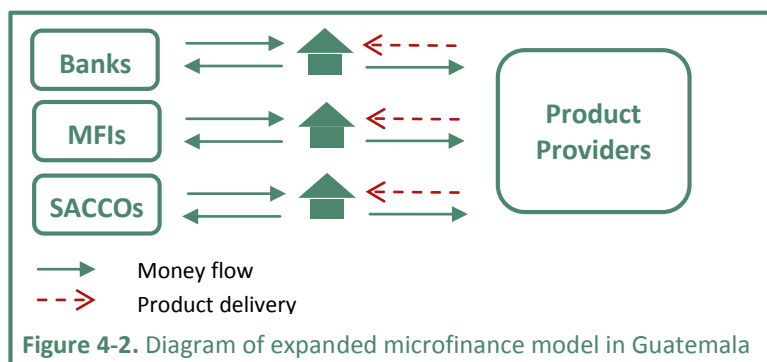 Banks
MFIs
SACCOs
Product
Providers
Money flow
Product delivery
Figure 4-2. Diagram of expanded microfinance model in Guatemala